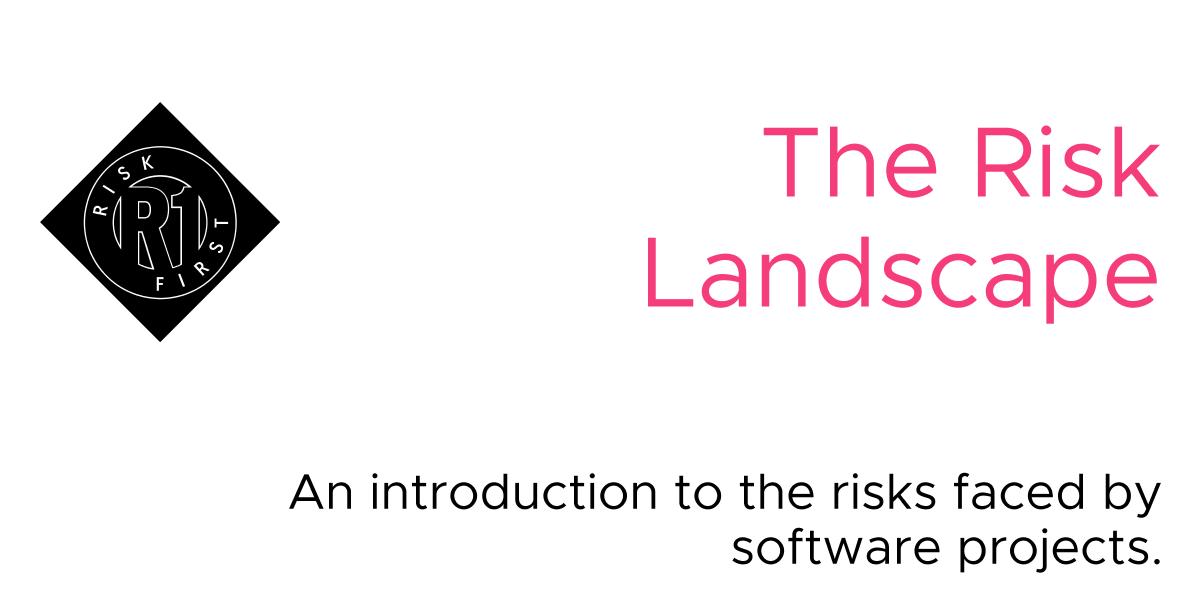 RISK
R1
FIRST
The Risk
Landscape
An introduction to the risks faced by
software projects.